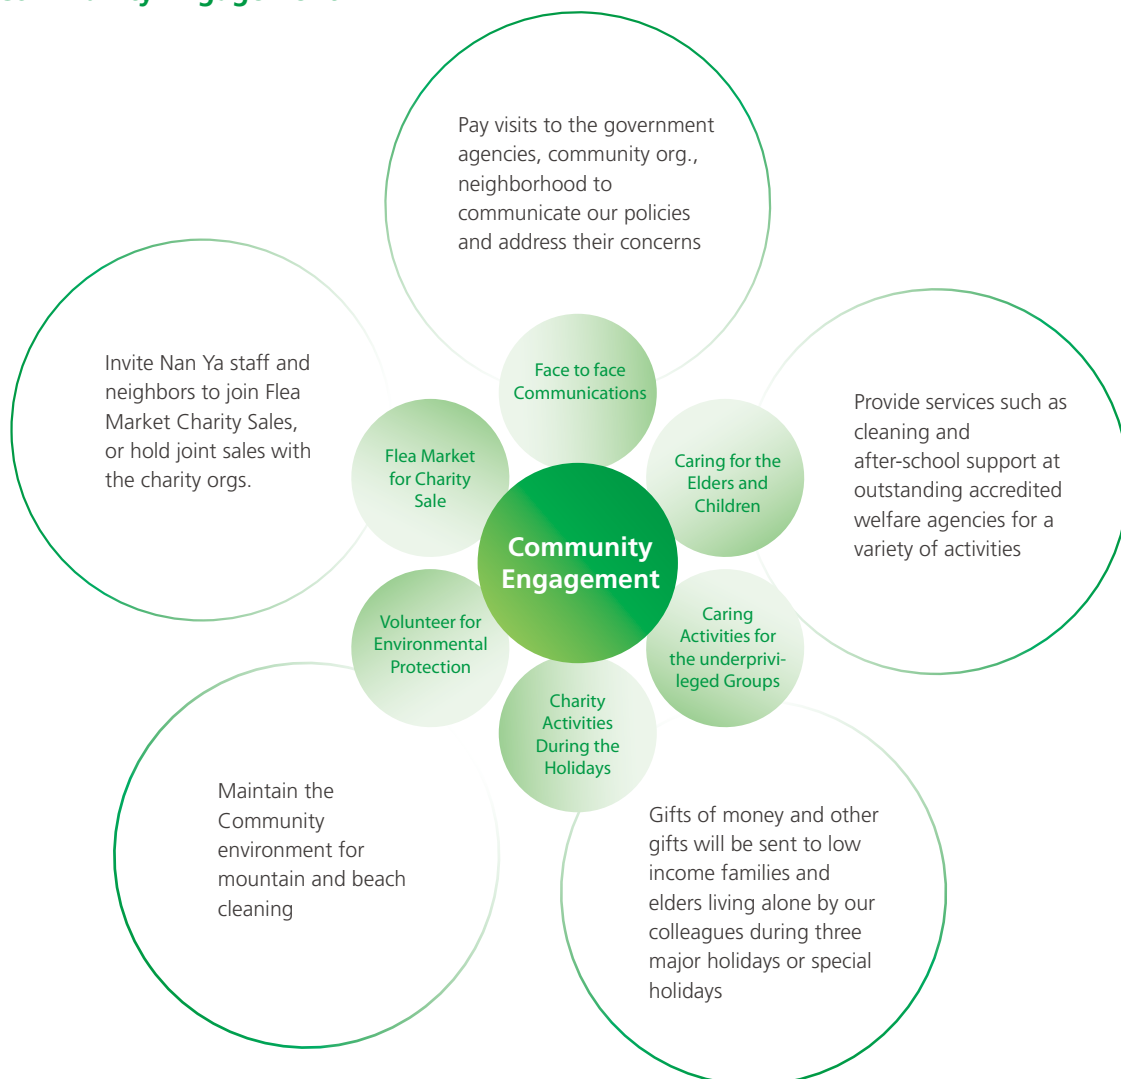 Pay visits to the government
agencies, community org.,
neighborhood to
communicate our policies
and address their concerns
Invite Nan Ya staff and
neighbors to join Flea
Market Charity Sales,
or hold joint sales with
the charity orgs.
Face to face
Communications
Provide services such as
cleaning and
after-school support at
outstanding accredited
welfare agencies for a
variety of activities
Flea Market
for Charity
Sale
Caring for the
Elders and
Children
Community
Engagement
Volunteer for
Environmental
Protection
Caring
Activities for
the underprivi-
leged Groups
Charity
Activities
During the
Holidays
Maintain the
Community
environment for
mountain and beach
cleaning
Gifts of money and other
gifts will be sent to low
income families and
elders living alone by our
colleagues during three
major holidays or special
holidays